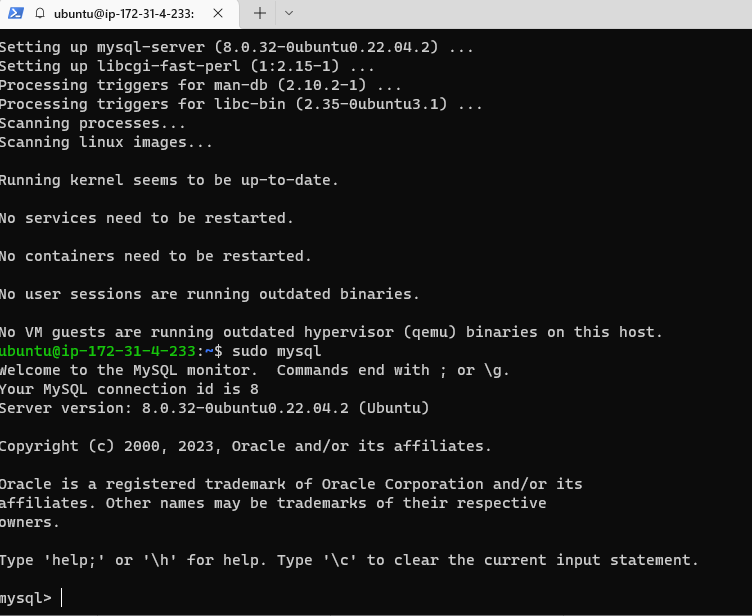 ubuntu@ip-172-31-4-233:
Setting up mysql-server (8.0.32-0ubuntu0.22.04.2) ...
Setting up libcgi-fast-perl (1:2.15-1) ...
Processing triggers for man-db (2.10.2-1) ...
Processing triggers for libc-bin (2.35-0ubuntu3.1) ...
Scanning processes...
Scanning linux images...
Running kernel seems to be up-to-date.
No services need to be restarted.
No containers need to be restarted.
No user sessions are running outdated binaries.
No VM guests are running outdated hypervisor (qemu) binaries on this host.
ubuntu@ip-172-31-4-233:~$ sudo mysql
Welcome to the MySQL monitor.  Commands end with ; or \g.
Your MySQL connection id is 8
Server version: 8.0.32-0ubuntu0.22.04.2 (Ubuntu)
Copyright (c) 2000, 2023, Oracle and/or its affiliates.
Oracle is a registered trademark of Oracle Corporation and/or its
affiliates. Other names may be trademarks of their respective
owners.
Type 'help;' or '\h' for help. Type '\c' to clear the current input statement.
mysql>